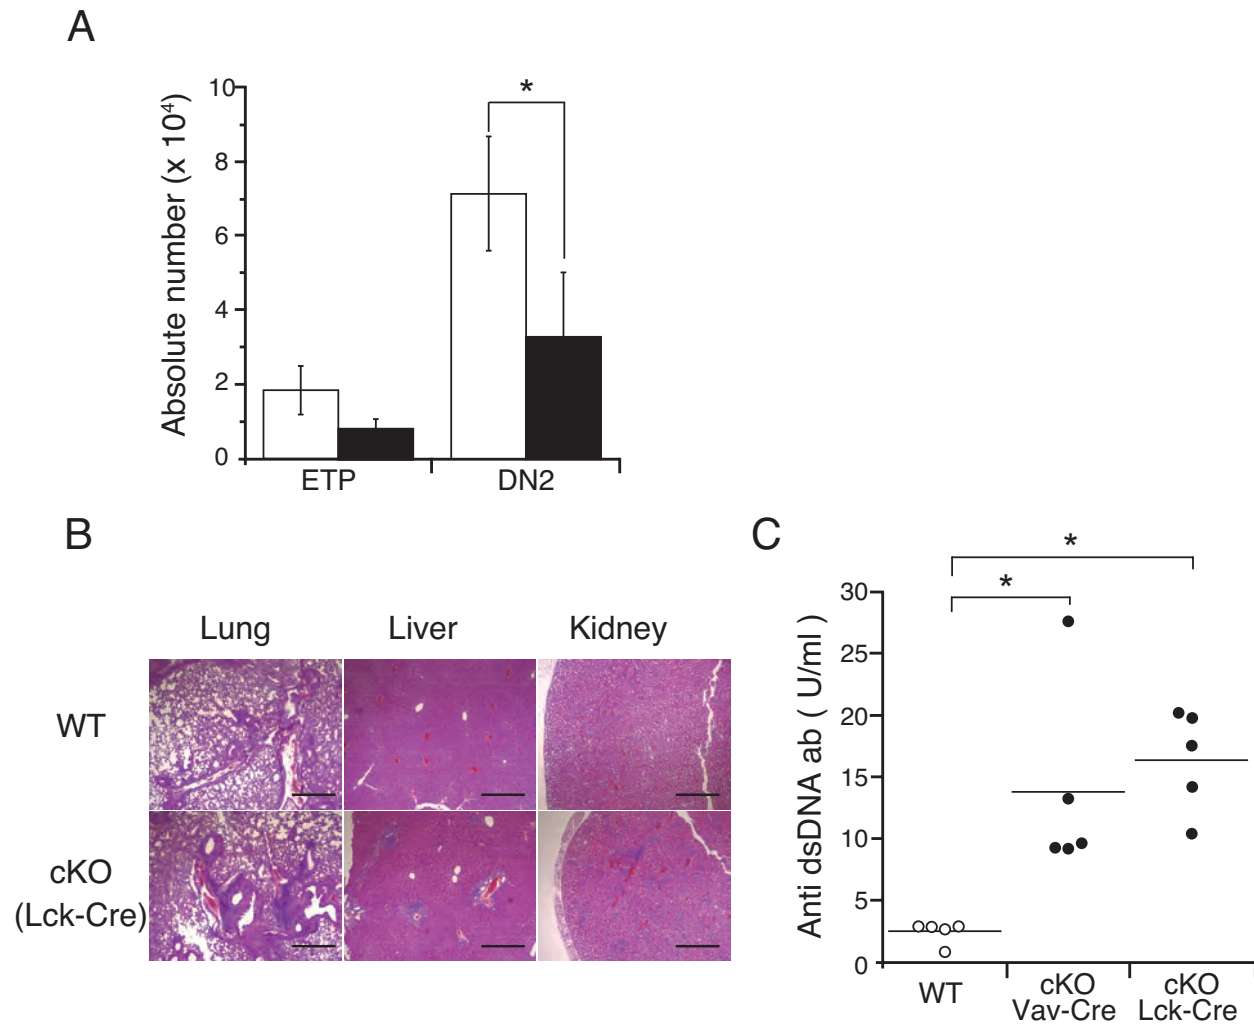 A
Absolute number (x 10⁴)
10
8
6
4
2
0
*
ETP
DN2
B
Lung
Liver
Kidney
WT
cKO
(Lck-Cre)
C
Anti dsDNA ab ( U/ml )
30
25
20
15
10
5
0
*
*
WT
cKO
Vav-Cre
cKO
Lck-Cre